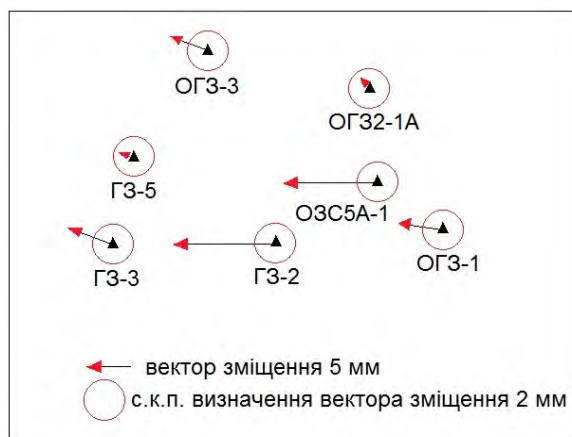 ОГЗ-3
ОГЗ2-1А
ГЗ-5
ОЗС5А-1
ОГЗ-1
ГЗ-3
ГЗ-2
вектор зміщення 5 мм
с.к.п. визначення вектора зміщення 2 мм